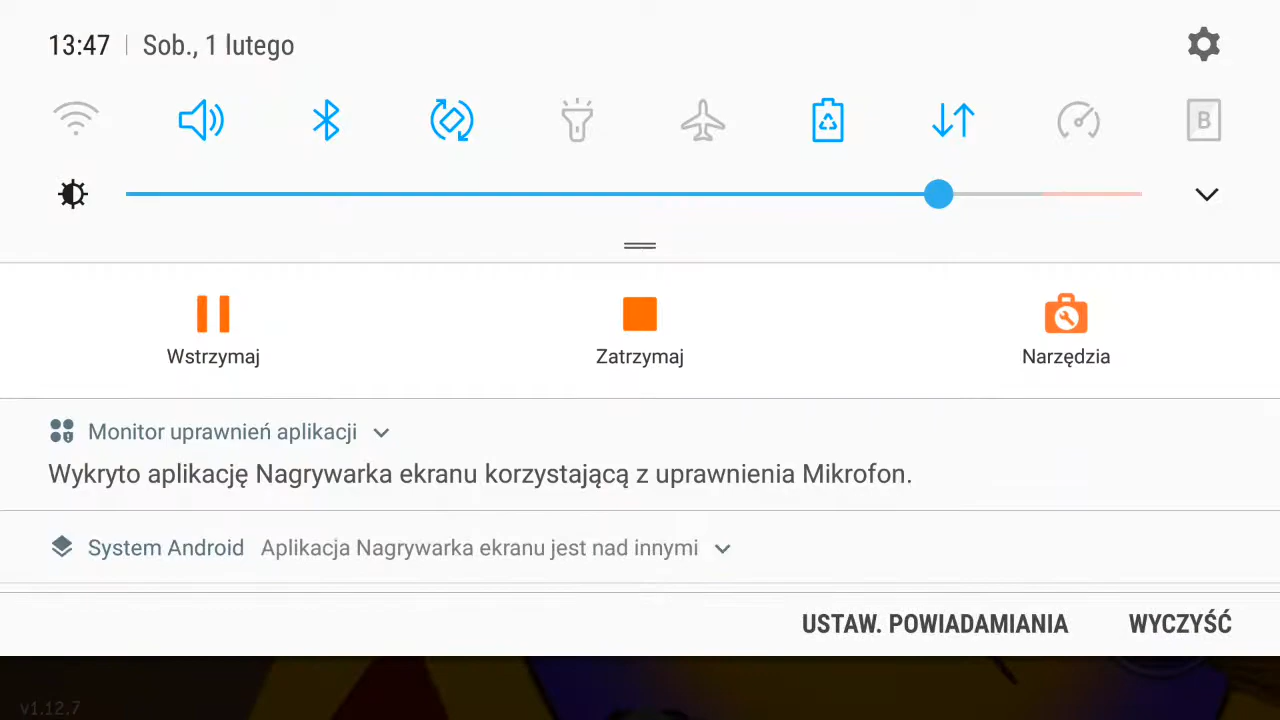 13:47 | Sob., 1 lutego
B
Wstrzymaj
Zatrzymaj
Narzędzia
Monitor uprawnień aplikacji
Wykryto aplikację Nagrywarka ekranu korzystającą z uprawnienia Mikrofon.
System Android Aplikacja Nagrywarka ekranu jest nad innymi
USTAW. POWIADAMIANIA WYCZYŚĆ
v1.12.7